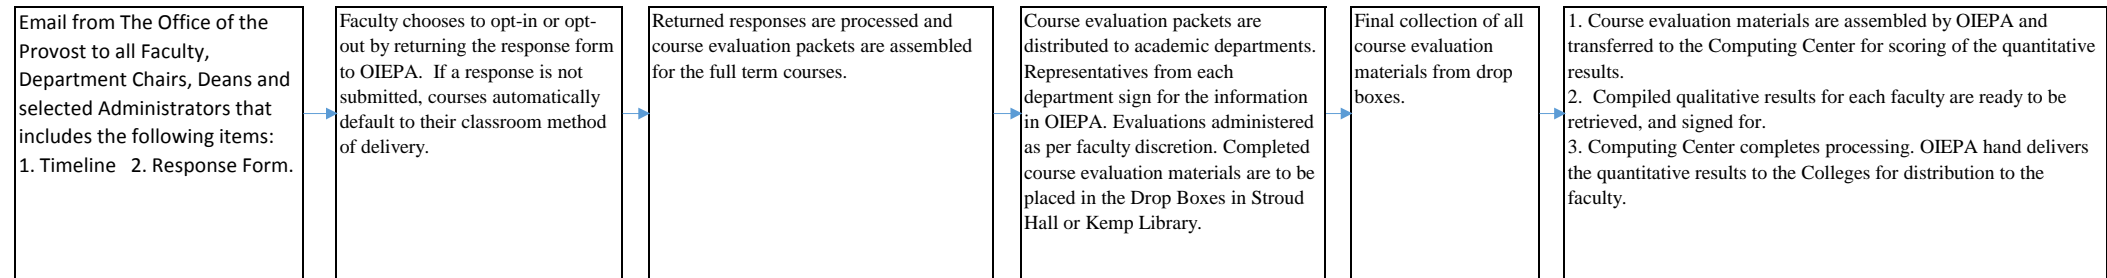 Email from The Office of the
Provost to all Faculty,
Department Chairs, Deans and
selected Administrators that
includes the following items:
1. Timeline   2. Response Form.
Faculty chooses to opt-in or opt-
out by returning the response form
to OIEPA.  If a response is not
submitted, courses automatically
default to their classroom method
of delivery.
Returned responses are processed and
course evaluation packets are assembled
for the full term courses.
Course evaluation packets are
distributed to academic departments.
Representatives from each
department sign for the information
in OIEPA. Evaluations administered
as per faculty discretion. Completed
course evaluation materials are to be
placed in the Drop Boxes in Stroud
Hall or Kemp Library.
Final collection of all
course evaluation
materials from drop
boxes.
1. Course evaluation materials are assembled by OIEPA and
transferred to the Computing Center for scoring of the quantitative
results.
2.  Compiled qualitative results for each faculty are ready to be
retrieved, and signed for.
3. Computing Center completes processing. OIEPA hand delivers
the quantitative results to the Colleges for distribution to the
faculty.